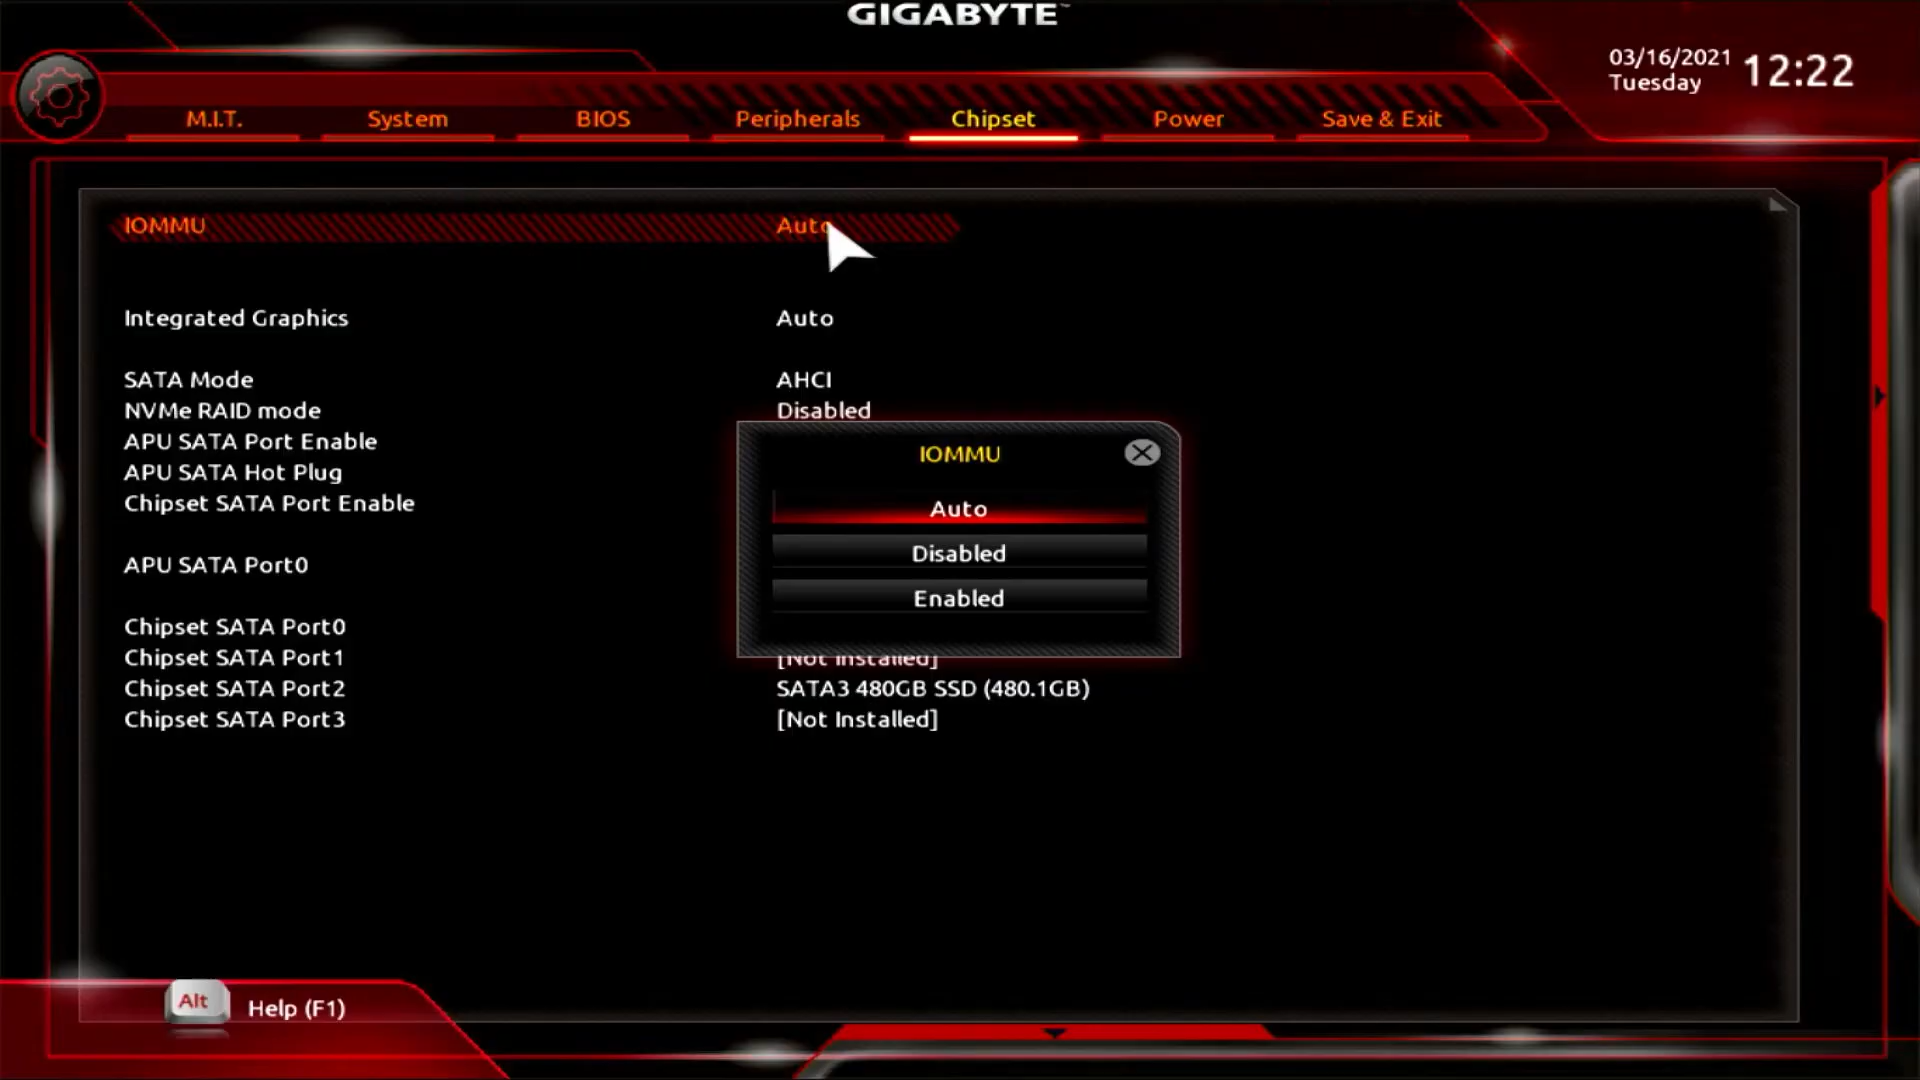 GIGABYTE
03/16/2021
Tuesday
12:22
M.I.T. System BIOS Peripherals Chipset Power Save & Exit
IOMMU Auto
Integrated Graphics Auto
SATA Mode AHCI
NVMe RAID mode Disabled
APU SATA Port Enable
APU SATA Hot Plug
Chipset SATA Port Enable
APU SATA Port0
Chipset SATA Port0
Chipset SATA Port1 [Not Installed]
Chipset SATA Port2 SATA3 480GB SSD (480.1GB)
Chipset SATA Port3 [Not Installed]
IOMMU
Auto
Disabled
Enabled
Alt Help (F1)